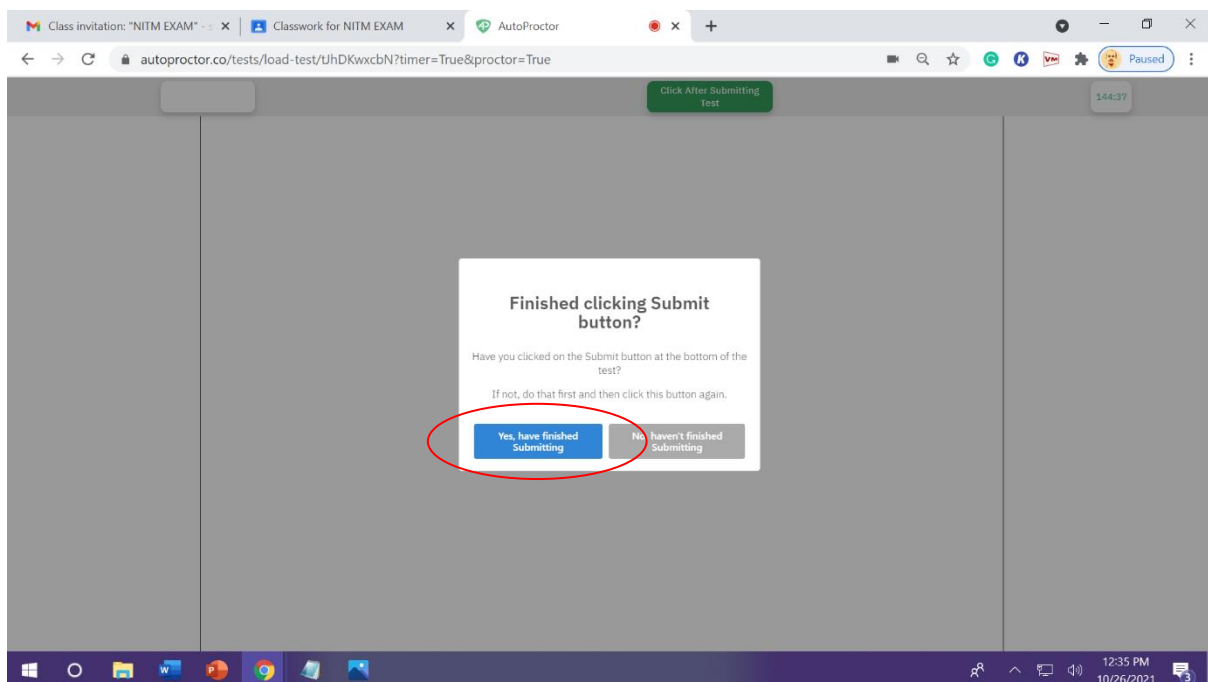 Class invitation: "NITM EXAM" -
Classwork for NITM EXAM
AutoProctor
autoproctor.co/tests/load-test/UhDKwxcbN?timer=True&proctor=True
Paused
Click After Submitting
Test
144:37
Finished clicking Submit
button?
Have you clicked on the Submit button at the bottom of the
test?
If not, do that first and then click this button again.
Yes, have finished
Submitting
No, haven't finished
Submitting
12:35 PM
10/26/2021
3